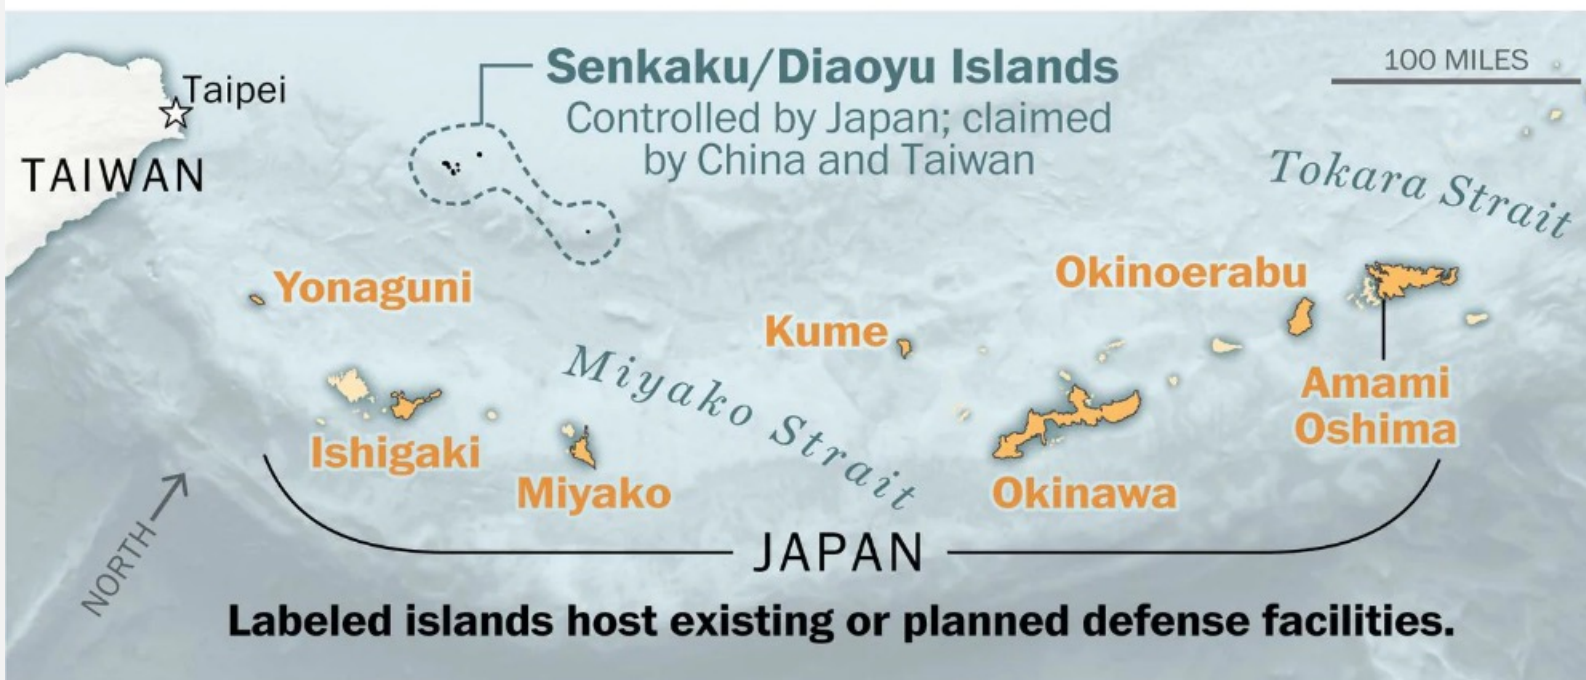 Senkaku/Diaoyu Islands
Controlled by Japan; claimed
by China and Taiwan
100 MILES
Taipei
TAIWAN
Tokara Strait
Yonaguni
Okinoerabu
Kume
Miyako Strait
Amami
Oshima
Ishigaki
Miyako
Okinawa
NORTH
JAPAN
Labeled islands host existing or planned defense facilities.